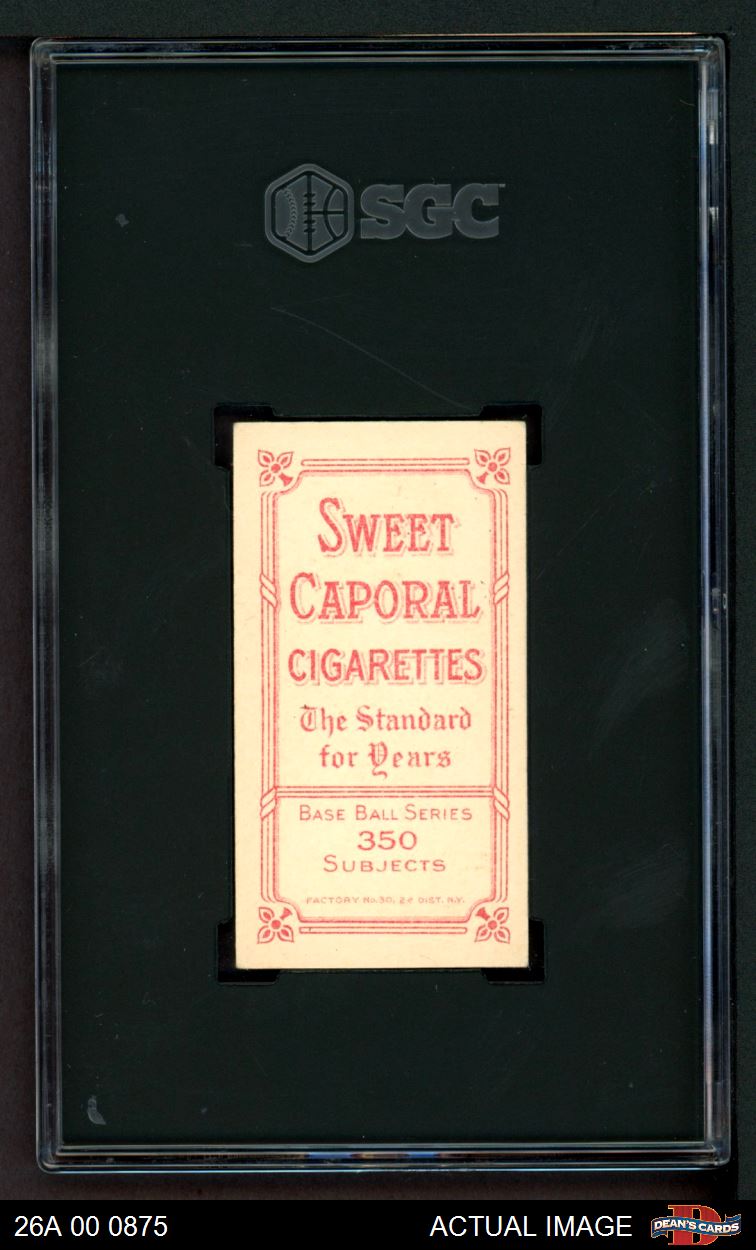 SGC
SWEET
CAPORAL
CIGARETTES
The Standard
for Years
BASE BALL SERIES
350
SUBJECTS
FACTORY No. 30, 2d DIST. N.Y.
26A 00 0875
ACTUAL IMAGE
DEAN'S CARDS